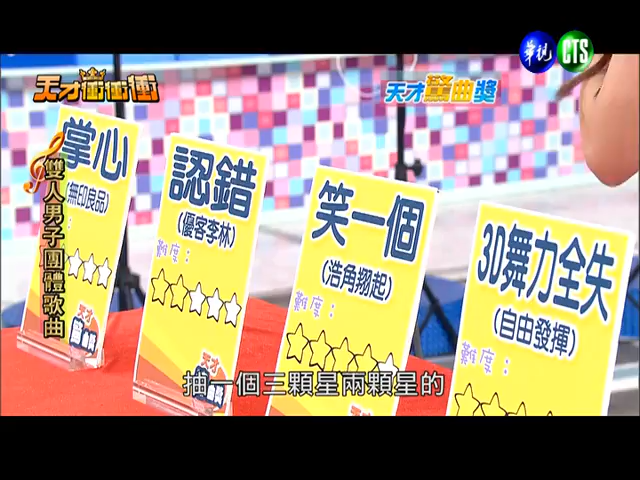 華視 CTS
天才衝衝衝
天才驚曲獎
雙人男子團體歌曲
掌心
(無印良品)
認錯
(優客李林)
難度：
天才
笑一個
(浩角翔起)
難度：
3D舞力全失
(自由發揮)
難度：
抽一個三顆星兩顆星的